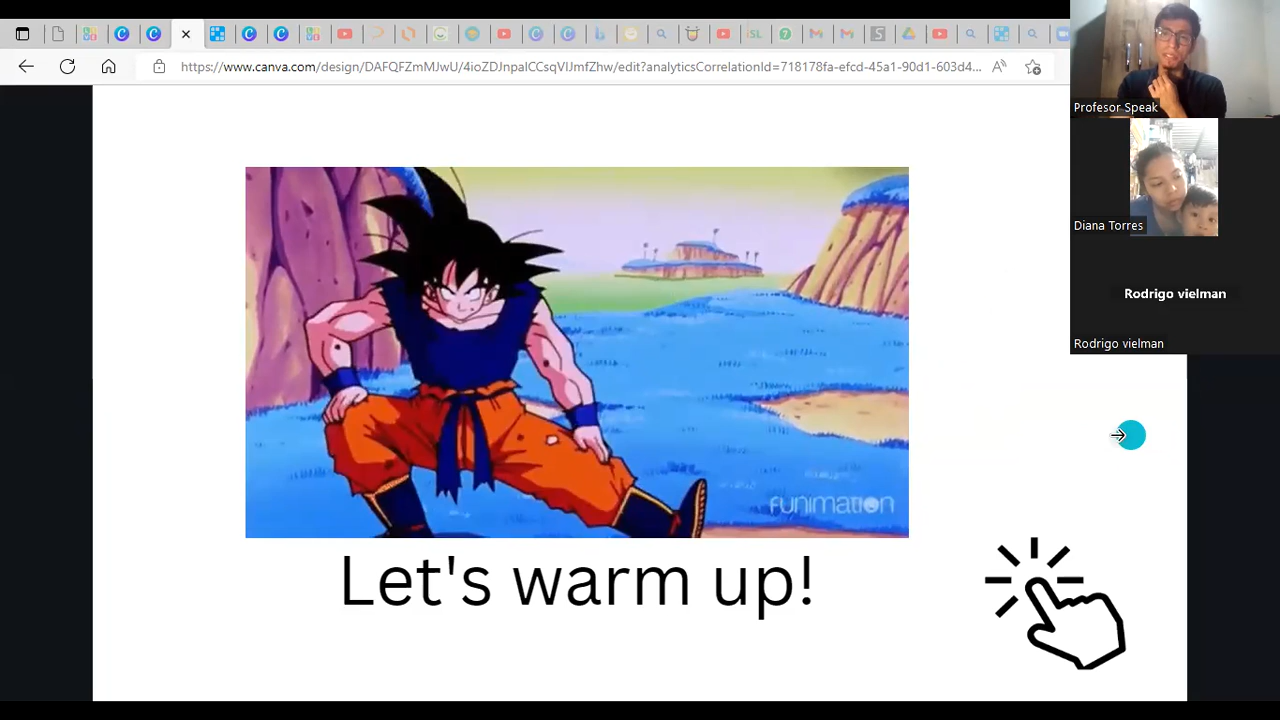 https://www.canva.com/design/DAFQFZmMJwU/4ioZDJnpalCCsqVIJmfZhw/edit?analyticsCorrelationId=718178fa-efcd-45a1-90d1-603d4...
Profesor Speak
Diana Torres
Rodrigo vielman
Rodrigo vielman
FUNIMATION
Let's warm up!